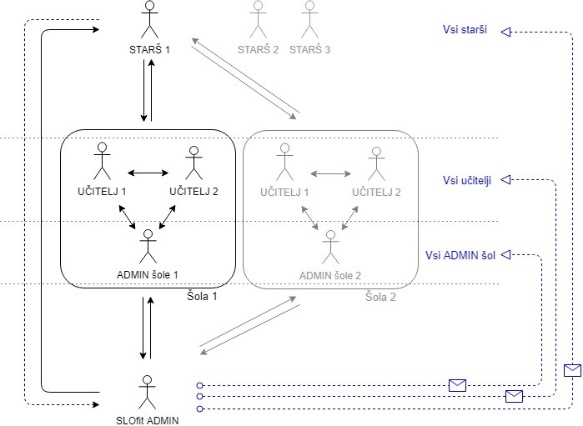 STARŠ 1
STARŠ 2
STARŠ 3
Vsi starši
UČITELJ 1
UČITELJ 2
UČITELJ 1
UČITELJ 2
Vsi učitelji
ADMIN šole 1
ADMIN šole 2
Vsi ADMIN šol
Šola 1
Šola 2
SLOfit ADMIN